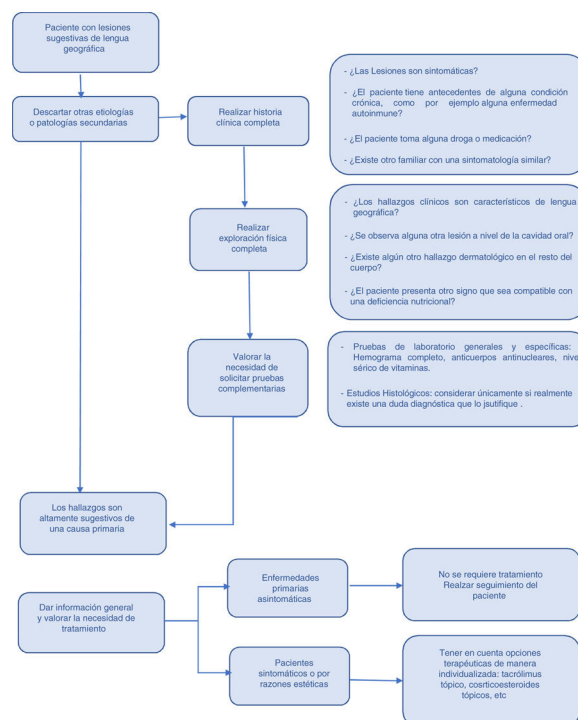 Paciente con lesiones
sugestivas de lengua
geográfica
Descartar otras etiologías
o patologías secundarias
Realizar historia
clínica completa
- ¿Las Lesiones son sintomáticas?
- ¿El paciente tiene antecedentes de alguna condición
crónica, como por ejemplo alguna enfermedad
autoinmune?
- ¿El paciente toma alguna droga o medicación?
- ¿Existe otro familiar con una sintomatología similar?
Realizar
exploración física
completa
- ¿Los hallazgos clínicos son característicos de lengua
geográfica?
- ¿Se observa alguna otra lesión a nivel de la cavidad oral?
- ¿Existe algún otro hallazgo dermatológico en el resto del
cuerpo?
- ¿El paciente presenta otro signo que sea compatible con
una deficiencia nutricional?
Valorar la
necesidad de
solicitar pruebas
complementarias
- Pruebas de laboratorio generales y específicas:
Hemograma completo, anticuerpos antinucleares, nive
sérico de vitaminas.
- Estudios Histológicos: considerar únicamente si realmente
existe una duda diagnóstica que lo jsutifique .
Los hallazgos son
altamente sugestivos de
una causa primaria
Dar información general
y valorar la necesidad de
tratamiento
Enfermedades
primarias
asintomáticas
No se requiere tratamiento
Realzar seguimiento del
paciente
Pacientes
sintomáticos o por
razones estéticas
Tener en cuenta opciones
terapéuticas de manera
individualizada: tacrólimus
tópico, cosrticoesteroides
tópicos, etc